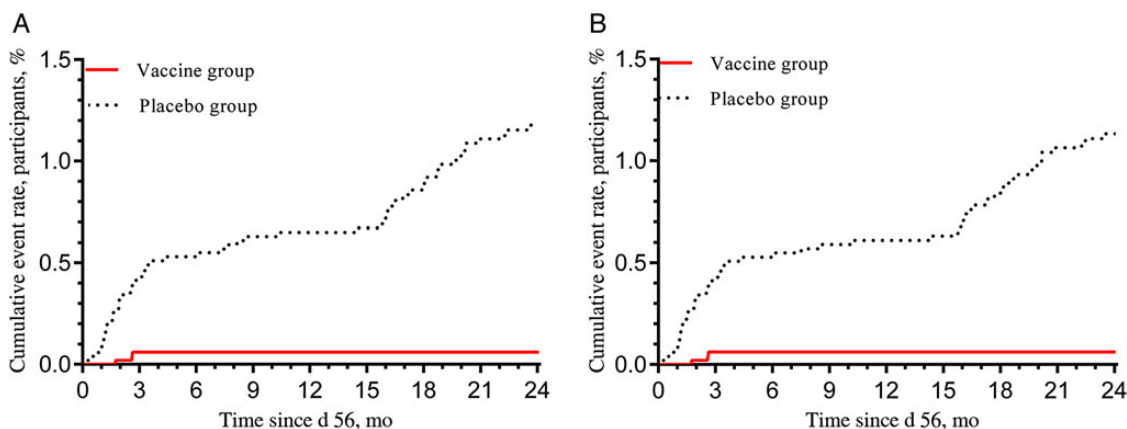 A
Cumulative event rate, participants, %
1.5
1.0
0.5
0.0
Vaccine group
Placebo group
0 3 6 9 12 15 18 21 24
Time since d 56, mo
B
Cumulative event rate, participants, %
1.5
1.0
0.5
0.0
Vaccine group
Placebo group
0 3 6 9 12 15 18 21 24
Time since d 56, mo